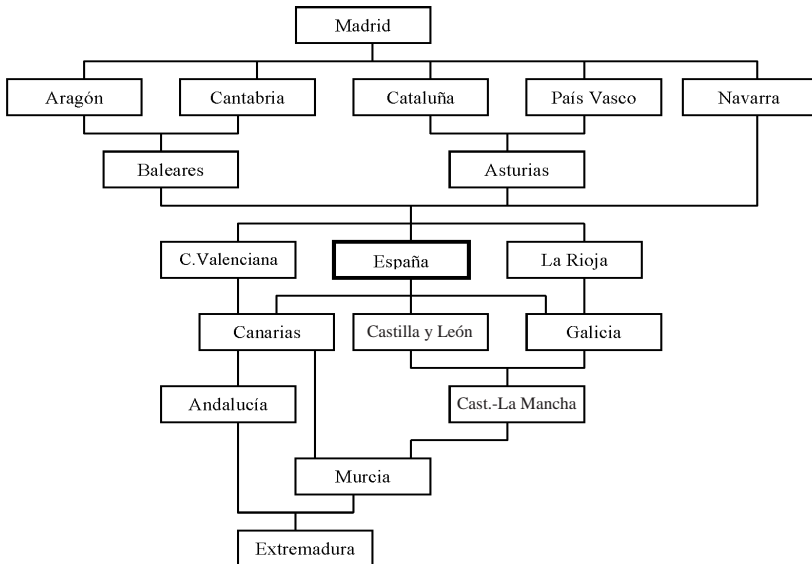 Madrid
Aragón
Cantabria
Cataluña
País Vasco
Navarra
Baleares
Asturias
C.Valenciana
España
La Rioja
Canarias
Castilla y León
Galicia
Andalucía
Cast.-La Mancha
Murcia
Extremadura